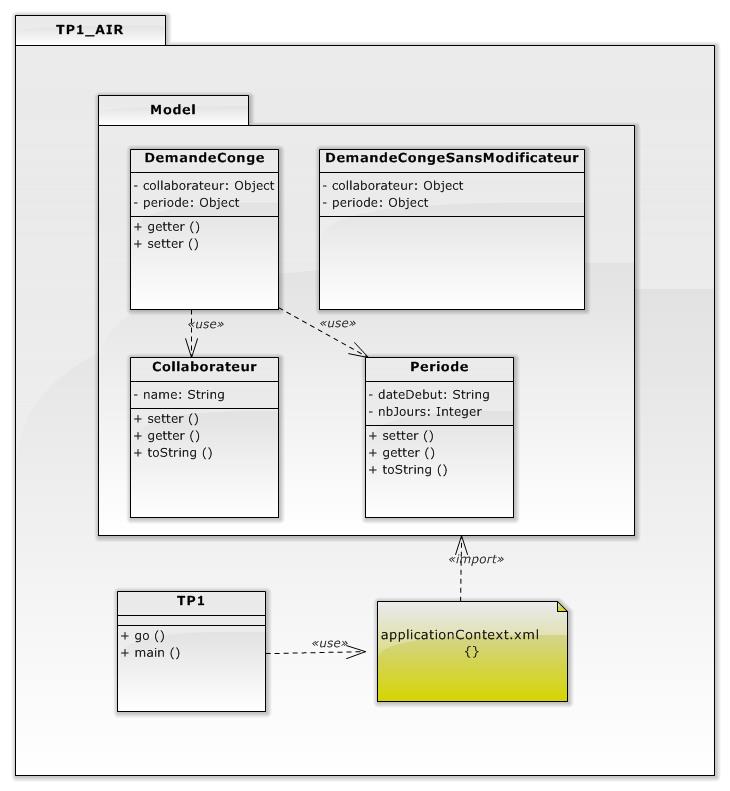 TP1_AIR
Model
DemandeConge
- collaborateur: Object
- periode: Object
+ getter ()
+ setter ()
DemandeCongeSansModificateur
- collaborateur: Object
- periode: Object
«use»
«use»
Collaborateur
- name: String
+ setter ()
+ getter ()
+ toString ()
Periode
- dateDebut: String
- nbJours: Integer
+ setter ()
+ getter ()
+ toString ()
«import»
TP1
+ go ()
+ main ()
«use»
applicationContext.xml
{}